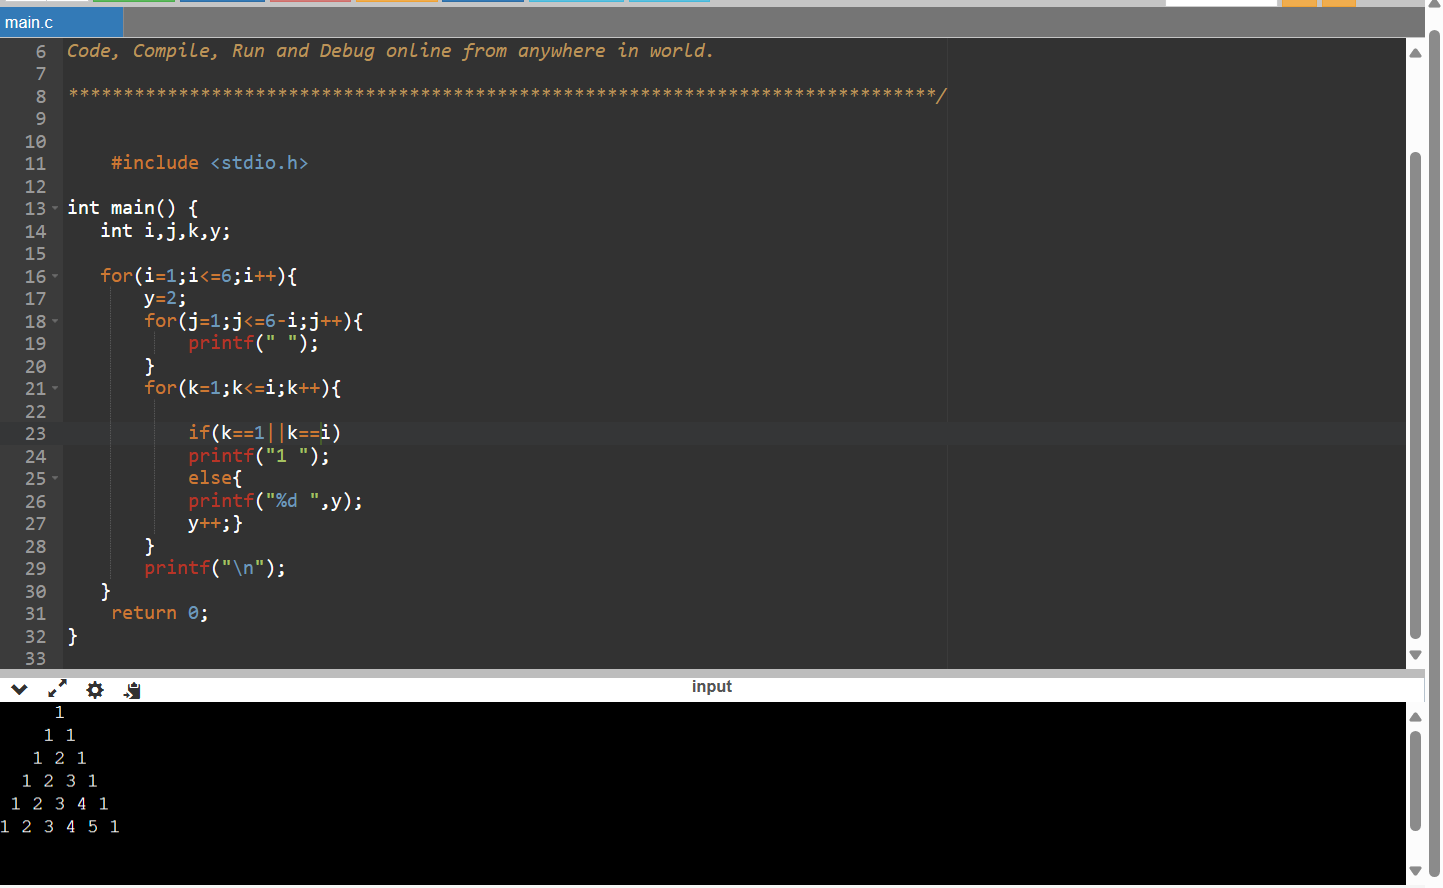 main.c
6 Code, Compile, Run and Debug online from anywhere in world.
7
8 *******************************************************************************/
9
10
11 #include <stdio.h>
12
13 int main() {
14 int i,j,k,y;
15
16 for(i=1;i<=6;i++){
17 y=2;
18 for(j=1;j<=6-i;j++){
19 printf(" ");
20 }
21 for(k=1;k<=i;k++){
22
23 if(k==1||k==i)
24 printf("1 ");
25 else{
26 printf("%d ",y);
27 y++;}
28 }
29 printf("\n");
30 }
31 return 0;
32 }
33
input
1
1 1
1 2 1
1 2 3 1
1 2 3 4 1
1 2 3 4 5 1